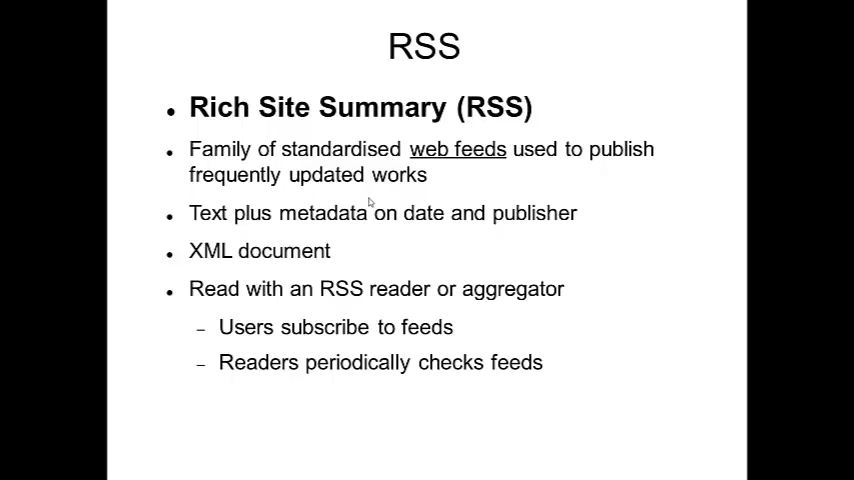 RSS
• Rich Site Summary (RSS)
• Family of standardised web feeds used to publish
frequently updated works
• Text plus metadata on date and publisher
• XML document
• Read with an RSS reader or aggregator
– Users subscribe to feeds
– Readers periodically checks feeds